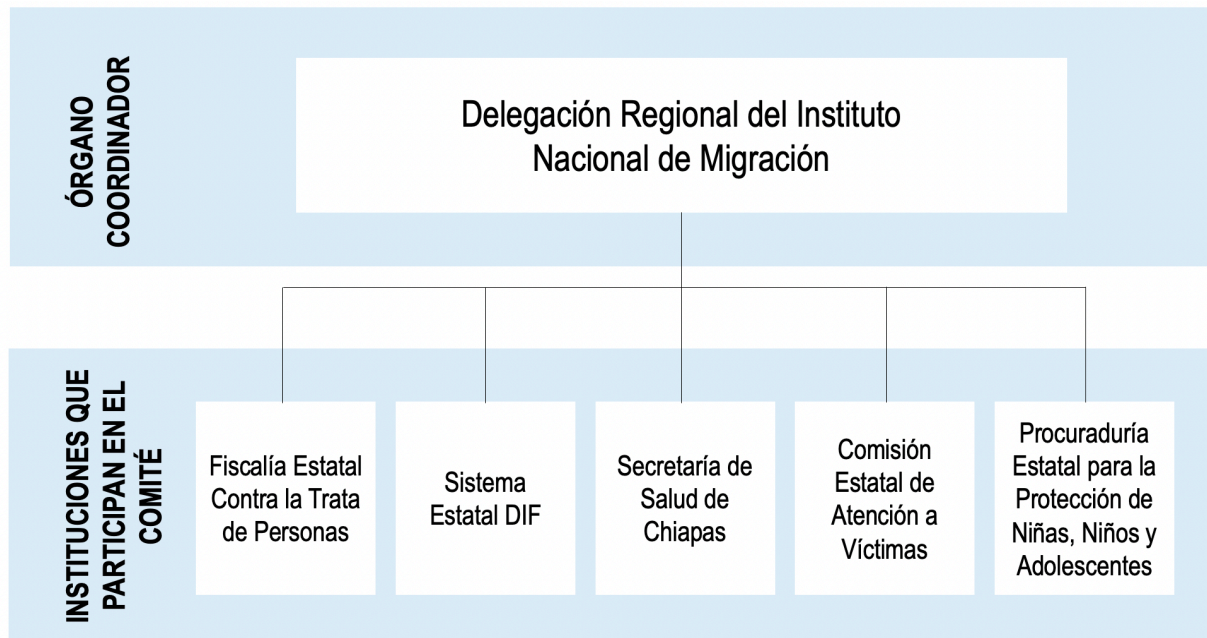 ÓRGANO
COORDINADOR
Delegación Regional del Instituto
Nacional de Migración
INSTITUCIONES QUE
PARTICIPAN EN EL
COMITÉ
Fiscalía Estatal
Contra la Trata
de Personas
Sistema
Estatal DIF
Secretaría de
Salud de
Chiapas
Comisión
Estatal de
Atención a
Víctimas
Procuraduría
Estatal para la
Protección de
Niñas, Niños y
Adolescentes